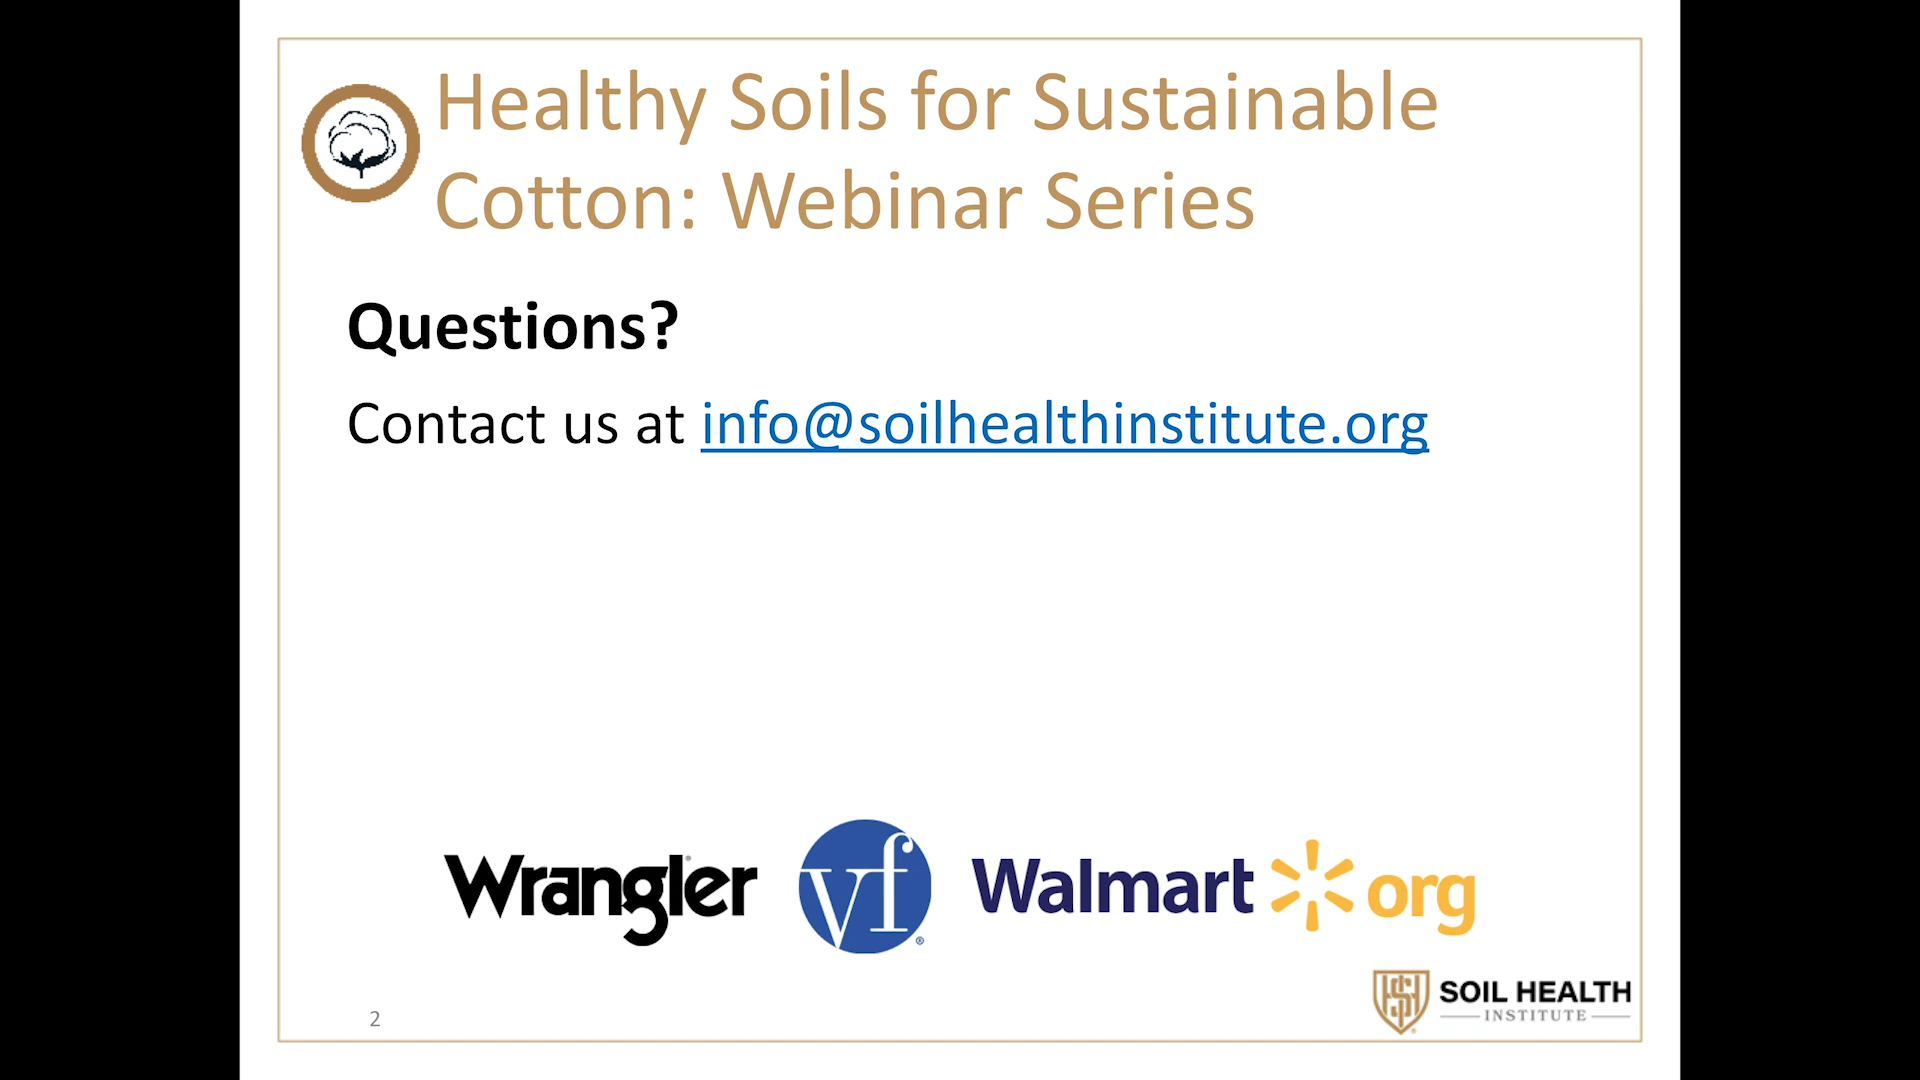 Healthy Soils for Sustainable
Cotton: Webinar Series
Questions?
Contact us at info@soilhealthinstitute.org
Wrangler
vf
Walmart org
SOIL HEALTH
INSTITUTE
2